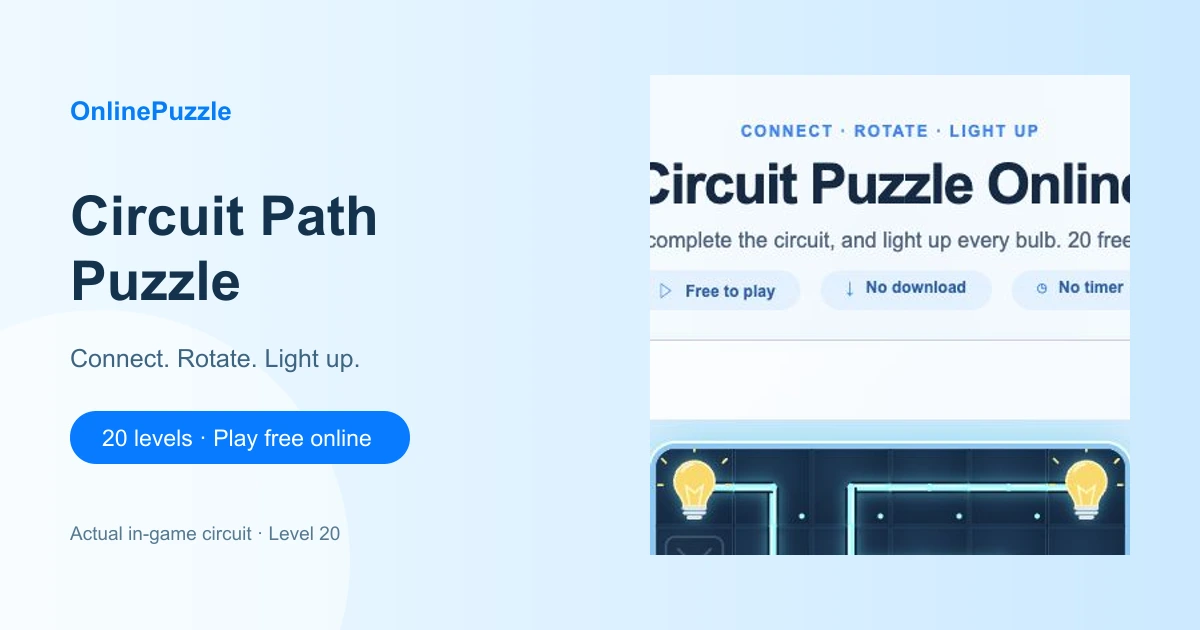 OnlinePuzzle
Circuit Path
Puzzle
Connect. Rotate. Light up.
20 levels · Play free online
Actual in-game circuit · Level 20
CONNECT · ROTATE · LIGHT UP
Circuit Puzzle Online
complete the circuit, and light up every bulb. 20 free
Free to play
No download
No timer